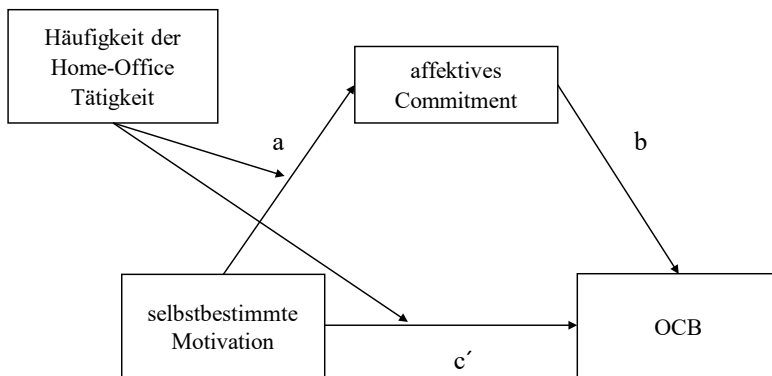 Häufigkeit der
Home-Office
Tätigkeit
affektives
Commitment
a
b
selbstbestimmte
Motivation
OCB
c´